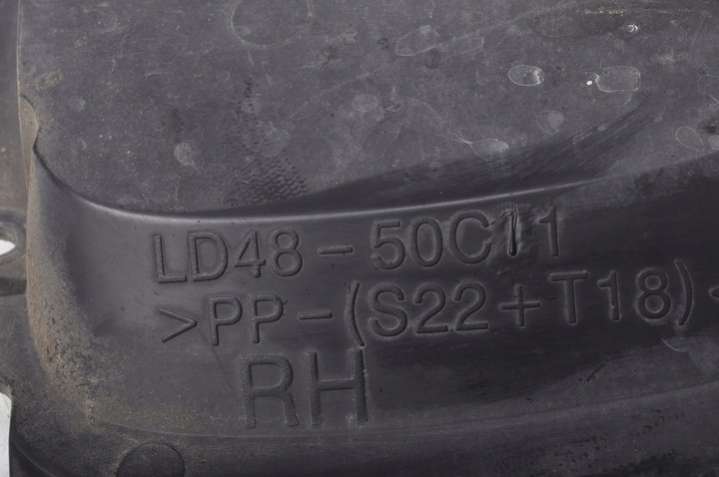 LD48-50C11
>PP-(S22+T18)<
RH